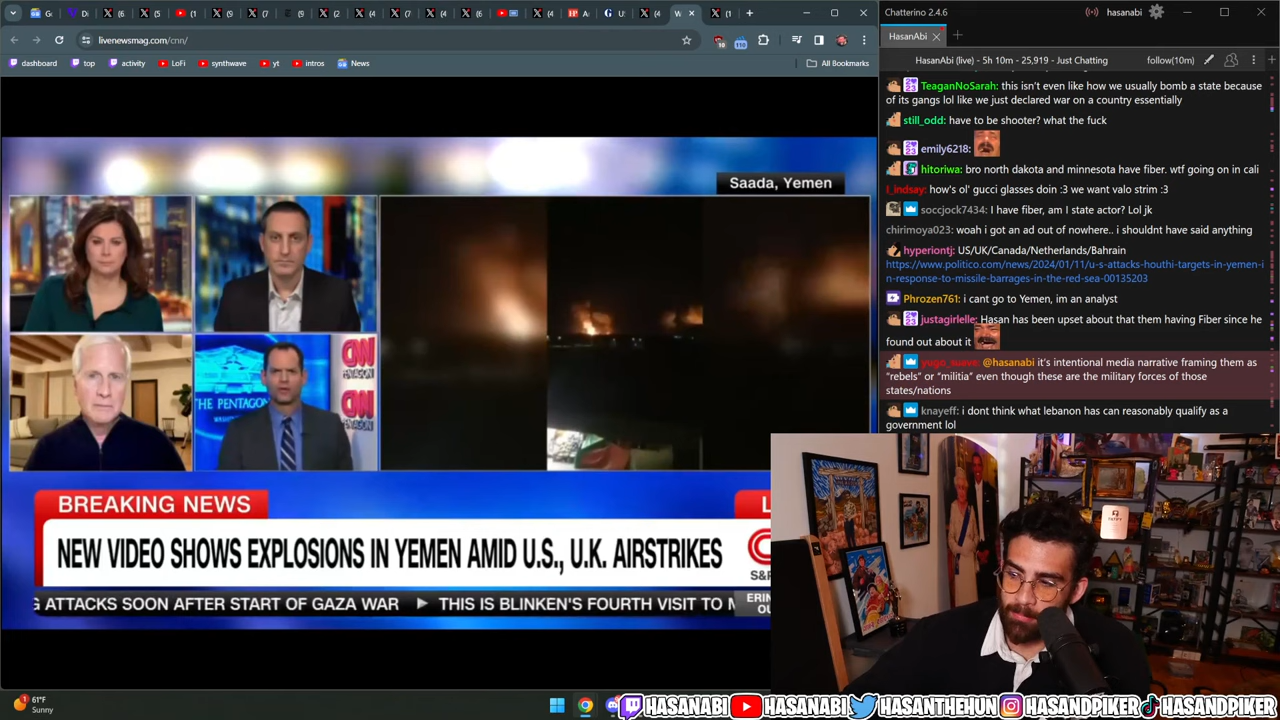 Chatterino 2.4.6
hasanabi
HasanAbi
livenewsmag.com/cnn/
HasanAbi (live) - 5h 10m - 25,919 - Just Chatting
follow(10m)
dashboard
top
activity
LoFi
synthwave
yt
intros
News
All Bookmarks
TeaganNoSarah: this isn't even like how we usually bomb a state because
of its gangs lol like we just declared war on a country essentially
still_odd: have to be shooter? what the fuck
emily6218:
hitoriwa: bro north dakota and minnesota have fiber. wtf going on in cali
l_indsay: how's ol' gucci glasses doin :3 we want valo strim :3
soccjock7434: I have fiber, am I state actor? Lol jk
chirimoya023: woah i got an ad out of nowhere.. i shouldnt have said anything
hyperiontj: US/UK/Canada/Netherlands/Bahrain
https://www.politico.com/news/2024/01/11/u-s-attacks-houthi-targets-in-yemen-i
n-response-to-missile-barrages-in-the-red-sea-00135203
Phrozen761: i cant go to Yemen, im an analyst
justagirlelle: Hasan has been upset about that them having Fiber since he
found out about it
@hasanabi it's intentional media narrative framing them as
"rebels" or "militia" even though these are the military forces of those
states/nations
knayeff: i dont think what lebanon has can reasonably qualify as a
government lol
Saada, Yemen
CNN
PENTAGON
THE PENTAGON
CNN
BREAKING NEWS
NEW VIDEO SHOWS EXPLOSIONS IN YEMEN AMID U.S., U.K. AIRSTRIKES
G ATTACKS SOON AFTER START OF GAZA WAR ▶ THIS IS BLINKEN'S FOURTH VISIT TO M
S&P
ERIN
OU
61°F
Sunny
HASANABI
HASANABI
HASANTHEHUN
HASANDPIKER
HASANDPIKER